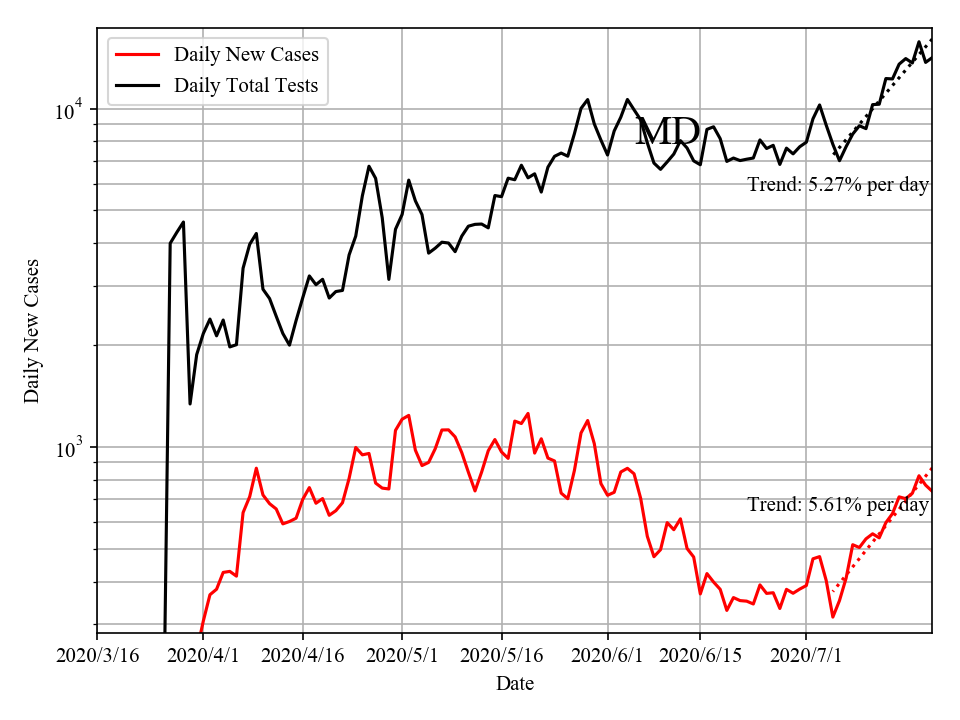 Daily New Cases
Daily Total Tests
MD
10^4
Trend: 5.27% per day
Daily New Cases
10^3
Trend: 5.61% per day
2020/3/16 2020/4/1 2020/4/16 2020/5/1 2020/5/16 2020/6/1 2020/6/15 2020/7/1
Date